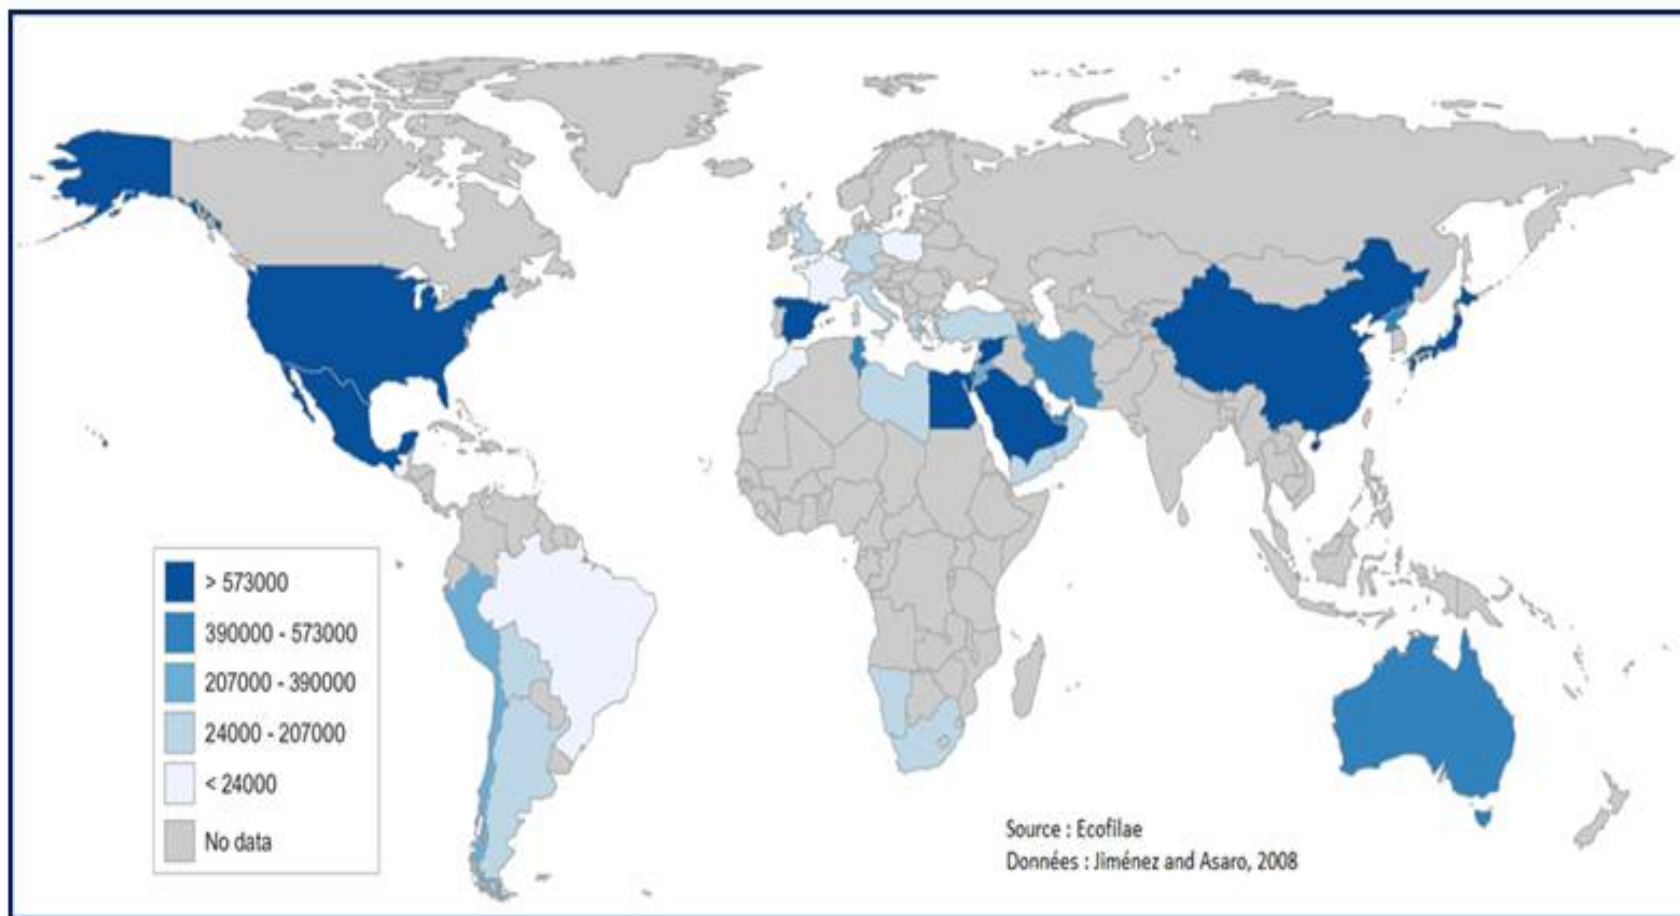 > 573000
390000 - 573000
207000 - 390000
24000 - 207000
< 24000
No data
Source : Ecofilae
Données : Jiménez and Asaro, 2008